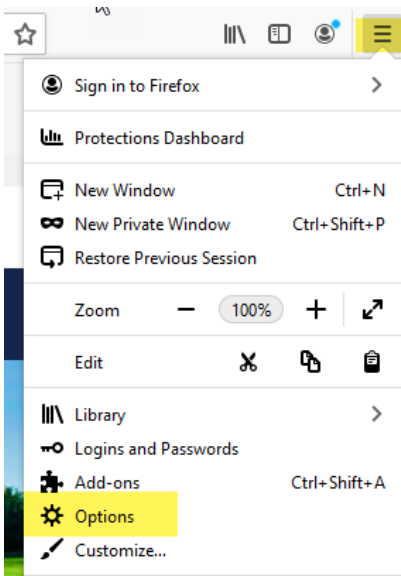 Sign in to Firefox
Protections Dashboard
New Window Ctrl+N
New Private Window Ctrl+Shift+P
Restore Previous Session
Zoom 100%
Edit
Library
Logins and Passwords
Add-ons Ctrl+Shift+A
Options
Customize...